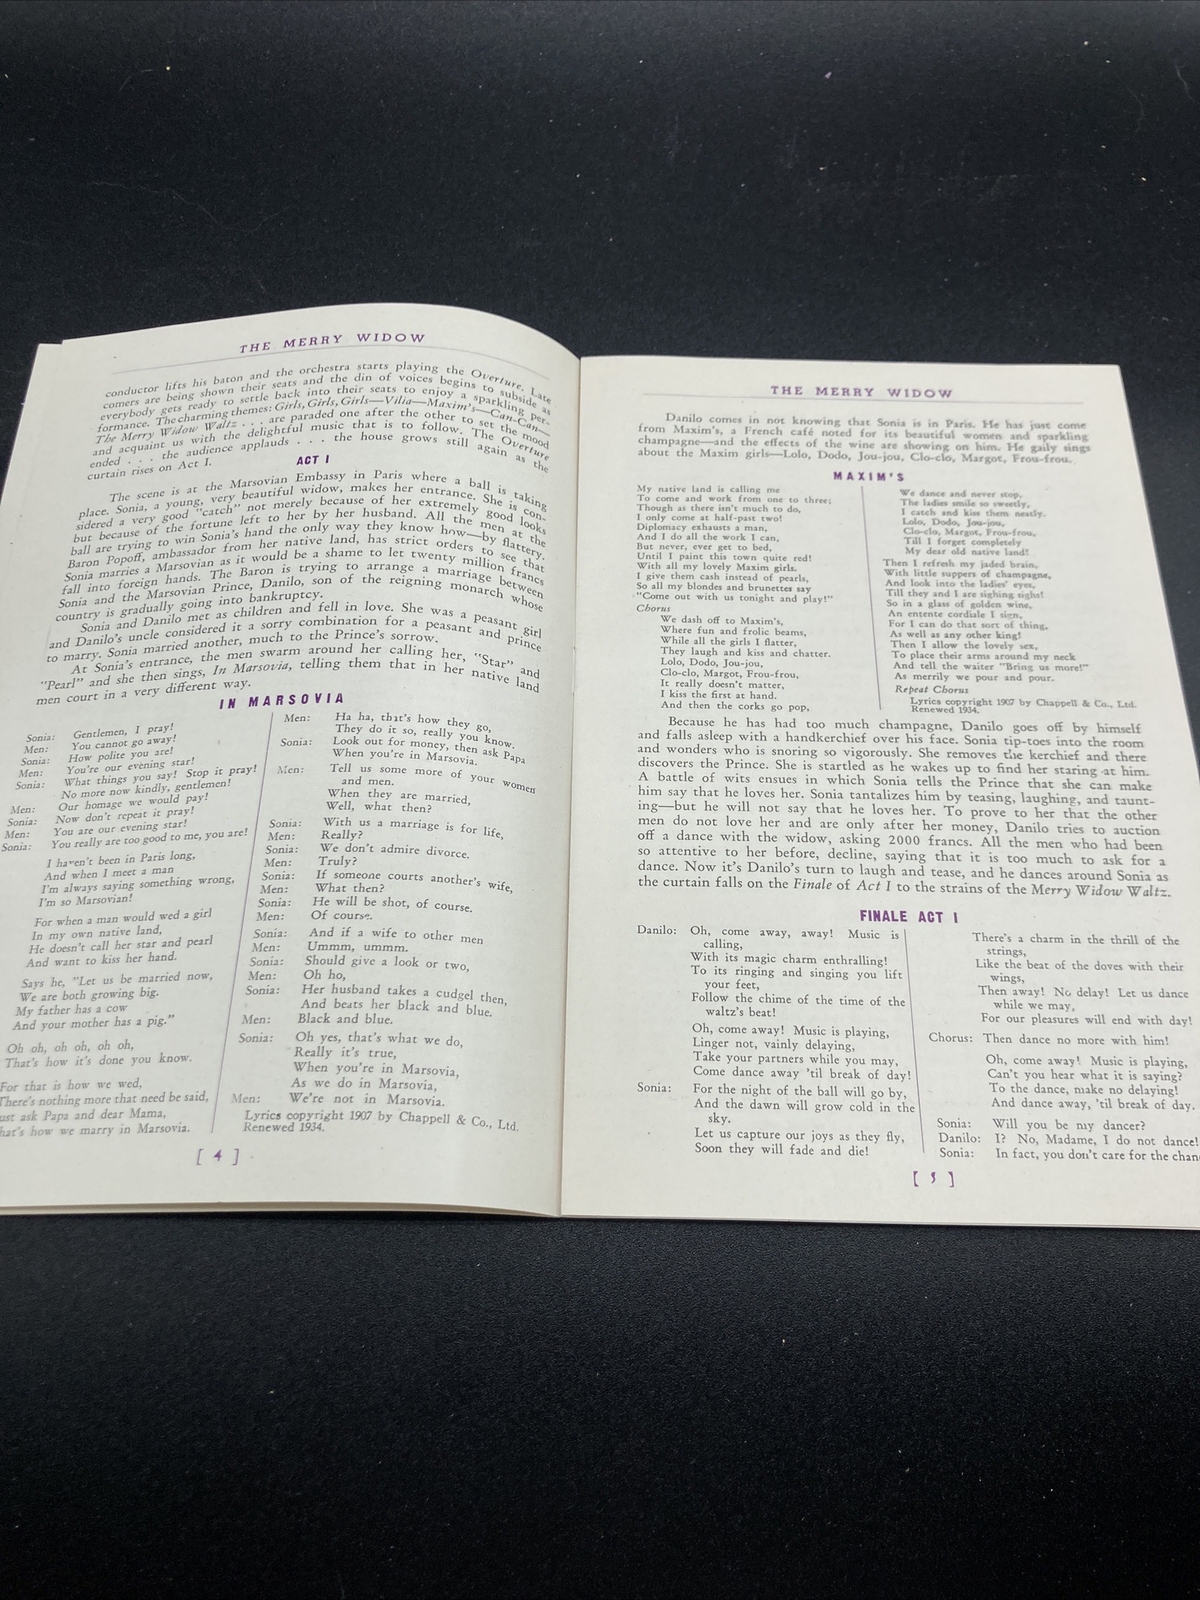 THE MERRY WIDOW
conductor lifts his baton and the orchestra starts playing the Overture. Late
comers are being shown their seats and the din of voices begins to subside as
everybody gets ready to settle back into their seats to enjoy a sparkling per-
formance. The charming themes: Girls, Girls, Girls—Vilia—Maxim's—Can-Can—
The Merry Widow Waltz . . . are paraded one after the other to set the mood
and acquaint us with the delightful music that is to follow. The Overture
ended . . . the audience applauds . . . the house grows still again as the
curtain rises on Act I.
ACT I
The scene is at the Marsovian Embassy in Paris where a ball is taking
place. Sonia, a young, very beautiful widow, makes her entrance. She is con-
sidered a very good "catch" not merely because of her extremely good looks
but because of the fortune left to her by her husband. All the men at the
ball are trying to win Sonia's hand the only way they know how—by flattery.
Baron Popoff, ambassador from her native land, has strict orders to see that
Sonia marries a Marsovian as it would be a shame to let twenty million francs
fall into foreign hands. The Baron is trying to arrange a marriage between
Sonia and the Marsovian Prince, Danilo, son of the reigning monarch whose
country is gradually going into bankruptcy.
Sonia and Danilo met as children and fell in love. She was a peasant girl
and Danilo's uncle considered it a sorry combination for a peasant and prince
to marry. Sonia married another, much to the Prince's sorrow.
At Sonia's entrance, the men swarm around her calling her, "Star" and
"Pearl" and she then sings, In Marsovia, telling them that in her native land
men court in a very different way.
IN MARSOVIA
Sonia: Gentlemen, I pray!
Men: You cannot go away!
Sonia: How polite you are!
Men: You're our evening star!
Sonia: What things you say! Stop it pray!
No more now kindly, gentlemen!
Men: Our homage we would pay!
Sonia: Now don't repeat it pray!
Men: You are our evening star!
Sonia: You really are too good to me, you are!
I haven't been in Paris long,
And when I meet a man
I'm always saying something wrong,
I'm so Marsovian!
For when a man would wed a girl
In my own native land,
He doesn't call her star and pearl
And want to kiss her hand.
Says he, "Let us be married now,
We are both growing big.
My father has a cow
And your mother has a pig."
Oh oh, oh oh, oh oh,
That's how it's done you know.
For that is how we wed,
There's nothing more that need be said,
ust ask Papa and dear Mama,
hat's how we marry in Marsovia.
Men: Ha ha, that's how they go,
They do it so, really you know.
Sonia: Look out for money, then ask Papa
When you're in Marsovia.
Men: Tell us some more of your women
and men.
When they are married,
Well, what then?
Sonia: With us a marriage is for life,
Men: Really?
Sonia: We don't admire divorce.
Men: Truly?
Sonia: If someone courts another's wife,
Men: What then?
Sonia: He will be shot, of course.
Men: Of course.
Sonia: And if a wife to other men
Men: Ummm, ummm.
Sonia: Should give a look or two,
Men: Oh ho,
Sonia: Her husband takes a cudgel then,
And beats her black and blue.
Men: Black and blue.
Sonia: Oh yes, that's what we do,
Really it's true,
When you're in Marsovia,
As we do in Marsovia,
Men: We're not in Marsovia.
Lyrics copyright 1907 by Chappell & Co., Ltd.
Renewed 1934.
[ 4 ]
THE MERRY WIDOW
Danilo comes in not knowing that Sonia is in Paris. He has just come
from Maxim's, a French café noted for its beautiful women and sparkling
champagne—and the effects of the wine are showing on him. He gaily sings
about the Maxim girls—Lolo, Dodo, Jou-jou, Clo-clo, Margot, Frou-frou.
MAXIM'S
My native land is calling me
To come and work from one to three;
Though as there isn't much to do,
I only come at half-past two!
Diplomacy exhausts a man,
And I do all the work I can,
But never, ever get to bed,
Until I paint this town quite red!
With all my lovely Maxim girls.
I give them cash instead of pearls,
So all my blondes and brunettes say
"Come out with us tonight and play!"
Chorus
We dash off to Maxim's,
Where fun and frolic beams,
While all the girls I flatter,
They laugh and kiss and chatter.
Lolo, Dodo, Jou-jou,
Clo-clo, Margot, Frou-frou,
It really doesn't matter,
I kiss the first at hand.
And then the corks go pop,
We dance and never stop,
The ladies smile so sweetly,
I catch and kiss them neatly.
Lolo, Dodo, Jou-jou,
Clo-clo, Margot, Frou-frou,
Till I forget completely
My dear old native land!
Then I refresh my jaded brain,
With little suppers of champagne,
And look into the ladies' eyes,
Till they and I are sighing sighs!
So in a glass of golden wine,
An entente cordiale I sign,
For I can do that sort of thing,
As well as any other king!
Then I allow the lovely sex,
To place their arms around my neck
And tell the waiter "Bring us more!"
As merrily we pour and pour.
Repeat Chorus
Lyrics copyright 1907 by Chappell & Co., Ltd.
Renewed 1934.
Because he has had too much champagne, Danilo goes off by himself
and falls asleep with a handkerchief over his face. Sonia tip-toes into the room
and wonders who is snoring so vigorously. She removes the kerchief and there
discovers the Prince. She is startled as he wakes up to find her staring at him.
A battle of wits ensues in which Sonia tells the Prince that she can make
him say that he loves her. Sonia tantalizes him by teasing, laughing, and taunt-
ing—but he will not say that he loves her. To prove to her that the other
men do not love her and are only after her money, Danilo tries to auction
off a dance with the widow, asking 2000 francs. All the men who had been
so attentive to her before, decline, saying that it is too much to ask for a
dance. Now it's Danilo's turn to laugh and tease, and he dances around Sonia as
the curtain falls on the Finale of Act I to the strains of the Merry Widow Waltz.
FINALE ACT I
Danilo: Oh, come away, away! Music is
calling,
With its magic charm enthralling!
To its ringing and singing you lift
your feet,
Follow the chime of the time of the
waltz's beat!
Oh, come away! Music is playing,
Linger not, vainly delaying,
Take your partners while you may,
Come dance away 'til break of day!
Sonia: For the night of the ball will go by,
And the dawn will grow cold in the
sky.
Let us capture our joys as they fly,
Soon they will fade and die!
There's a charm in the thrill of the
strings,
Like the beat of the doves with their
wings,
Then away! No delay! Let us dance
while we may,
For our pleasures will end with day!
Chorus: Then dance no more with him!
Oh, come away! Music is playing,
Can't you hear what it is saying?
To the dance, make no delaying!
And dance away, 'til break of day.
Sonia: Will you be my dancer?
Danilo: I? No, Madame, I do not dance!
Sonia: In fact, you don't care for the chan
[ 5 ]